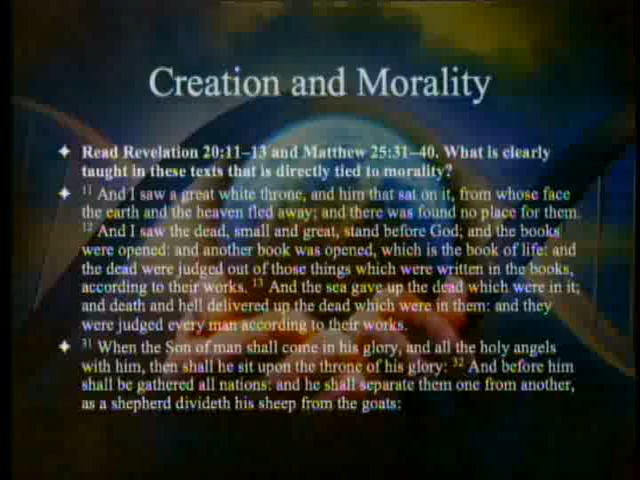 Creation and Morality
✦ Read Revelation 20:11–13 and Matthew 25:31–40. What is clearly
taught in these texts that is directly tied to morality?
✦ 11 And I saw a great white throne, and him that sat on it, from whose face
the earth and the heaven fled away; and there was found no place for them.
12 And I saw the dead, small and great, stand before God; and the books
were opened: and another book was opened, which is the book of life: and
the dead were judged out of those things which were written in the books,
according to their works. 13 And the sea gave up the dead which were in it;
and death and hell delivered up the dead which were in them: and they
were judged every man according to their works.
✦ 31 When the Son of man shall come in his glory, and all the holy angels
with him, then shall he sit upon the throne of his glory: 32 And before him
shall be gathered all nations: and he shall separate them one from another,
as a shepherd divideth his sheep from the goats: